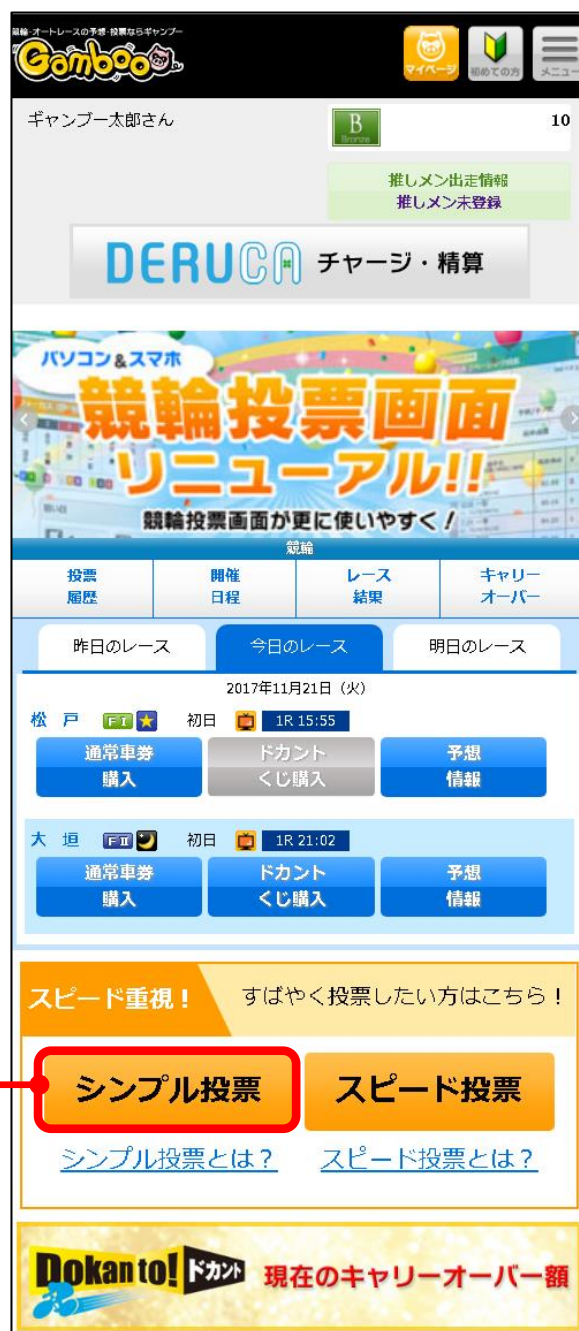 競輪・オートレースの予想・投票ならギャンブー
Gamboo
マイページ
初めての方
メニュー
ギャンブー太郎さん
B
Bronze
10
推しメン出走情報
推しメン未登録
DERUCA チャージ・精算
パソコン&スマホ
競輪投票画面
リニューアル!!
競輪投票画面が更に使いやすく!
競輪
投票
履歴
開催
日程
レース
結果
キャリー
オーバー
昨日のレース
今日のレース
明日のレース
2017年11月21日（火）
松 戸 FI 初日 1R 15:55
通常車券
購入
ドカント
くじ購入
予想
情報
大 垣 FII 初日 1R 21:02
通常車券
購入
ドカント
くじ購入
予想
情報
スピード重視！
すばやく投票したい方はこちら！
シンプル投票
スピード投票
シンプル投票とは？
スピード投票とは？
Dokanto! ドカント 現在のキャリーオーバー額